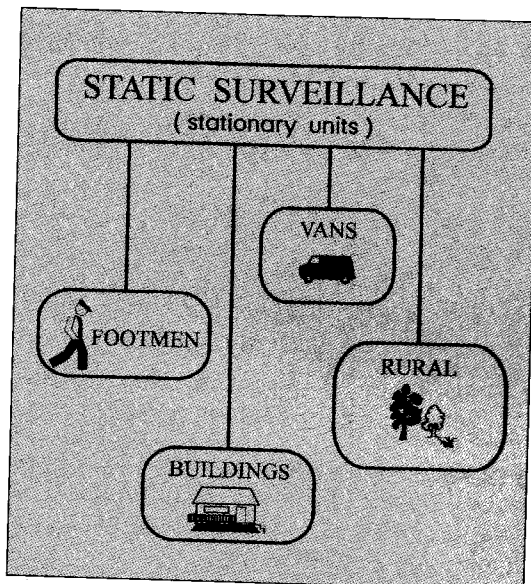 STATIC SURVEILLANCE
( stationary units )
VANS
FOOTMEN
RURAL
BUILDINGS